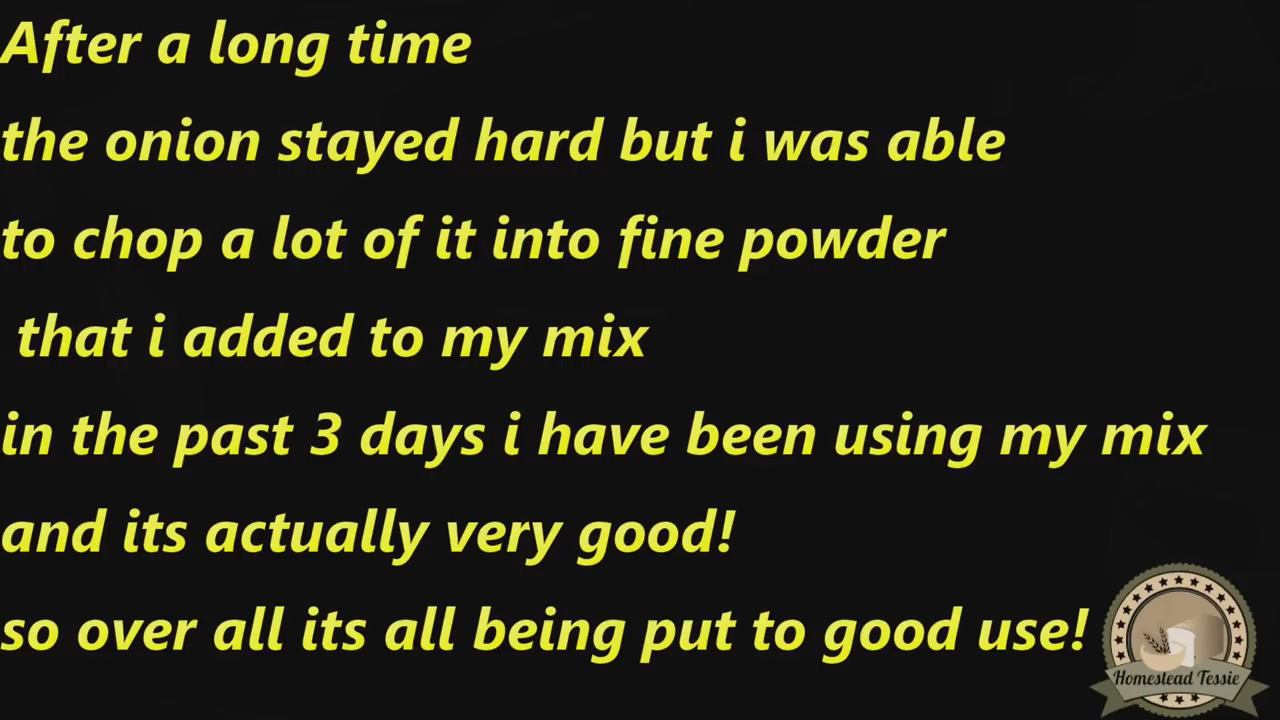 After a long time
the onion stayed hard but i was able
to chop a lot of it into fine powder
that i added to my mix
in the past 3 days i have been using my mix
and its actually very good!
so over all its all being put to good use!
Homestead Tessie